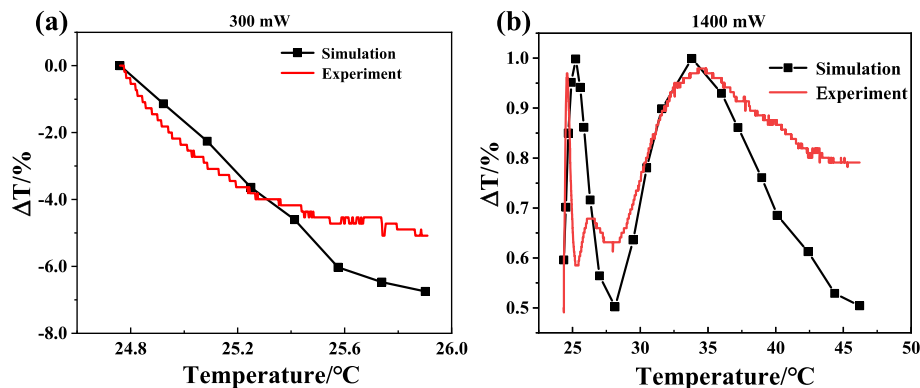 (a)
300 mW
Simulation
Experiment
ΔT/%
0.0
-2.0
-4.0
-6.0
-8.0
24.8
25.2
25.6
26.0
Temperature/°C
(b)
1400 mW
Simulation
Experiment
ΔT/%
1.0
0.9
0.8
0.7
0.6
0.5
25
30
35
40
45
50
Temperature/°C